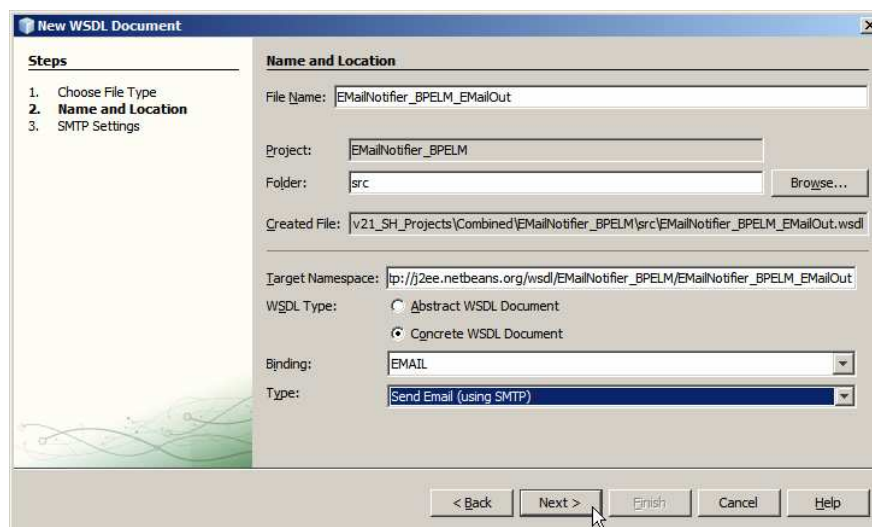 New WSDL Document
Steps
1. Choose File Type
2. Name and Location
3. SMTP Settings
Name and Location
File Name: EMailNotifier_BPELM_EMailOut
Project: EMailNotifier_BPELM
Folder: src Browse...
Created File: v21_SH_Projects\Combined\EMailNotifier_BPELM\src\EMailNotifier_BPELM_EMailOut.wsdl
Target Namespace: tp://j2ee.netbeans.org/wsdl/EMailNotifier_BPELM/EMailNotifier_BPELM_EMailOut
WSDL Type: Abstract WSDL Document
Concrete WSDL Document
Binding: EMAIL
Type: Send Email (using SMTP)
< Back Next > Finish Cancel Help